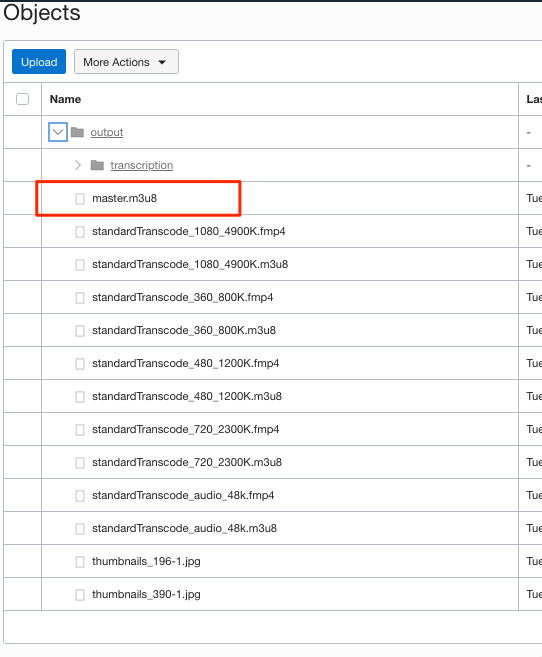 Objects
Upload More Actions
Name Las
output -
transcription -
master.m3u8 Tue
standardTranscode_1080_4900K.fmp4 Tue
standardTranscode_1080_4900K.m3u8 Tue
standardTranscode_360_800K.fmp4 Tue
standardTranscode_360_800K.m3u8 Tue
standardTranscode_480_1200K.fmp4 Tue
standardTranscode_480_1200K.m3u8 Tue
standardTranscode_720_2300K.fmp4 Tue
standardTranscode_720_2300K.m3u8 Tue
standardTranscode_audio_48k.fmp4 Tue
standardTranscode_audio_48k.m3u8 Tue
thumbnails_196-1.jpg Tue
thumbnails_390-1.jpg Tue